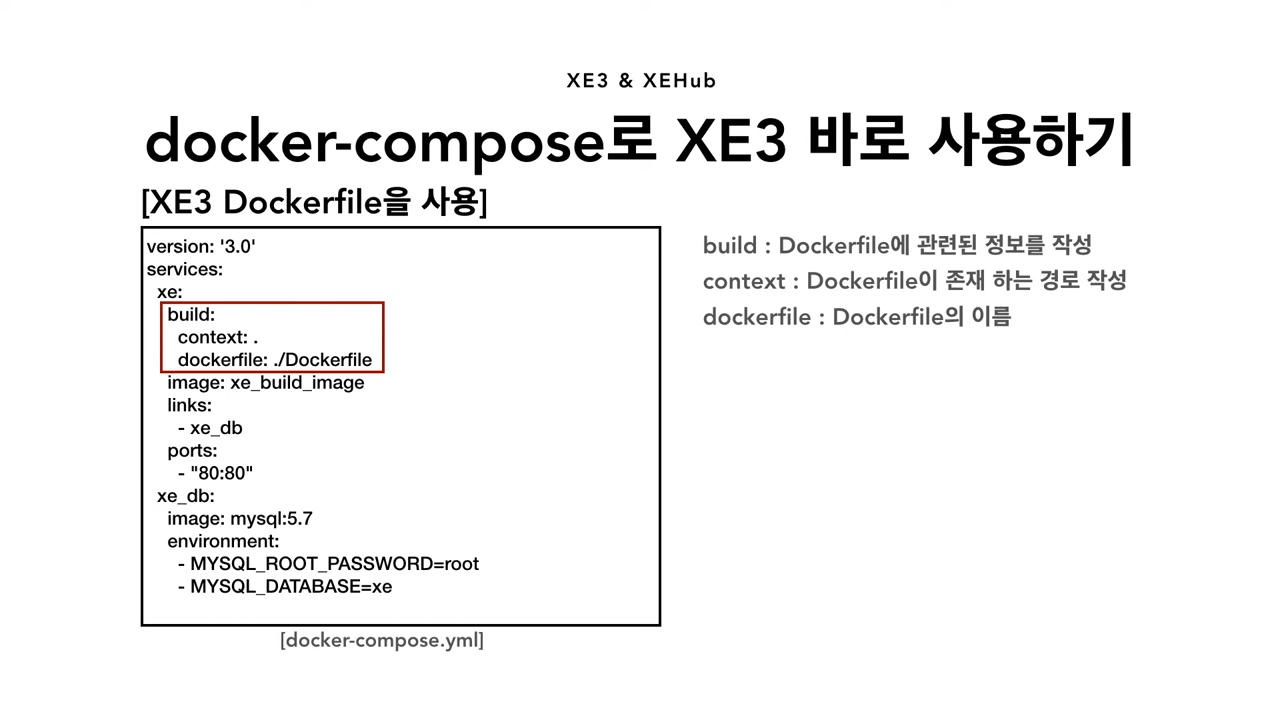 XE3 & XEHub
docker-compose로 XE3 바로 사용하기
[XE3 Dockerfile을 사용]
version: '3.0'
services:
xe:
build:
context: .
dockerfile: ./Dockerfile
image: xe_build_image
links:
- xe_db
ports:
- "80:80"
xe_db:
image: mysql:5.7
environment:
- MYSQL_ROOT_PASSWORD=root
- MYSQL_DATABASE=xe
[docker-compose.yml]
build : Dockerfile에 관련된 정보를 작성
context : Dockerfile이 존재 하는 경로 작성
dockerfile : Dockerfile의 이름